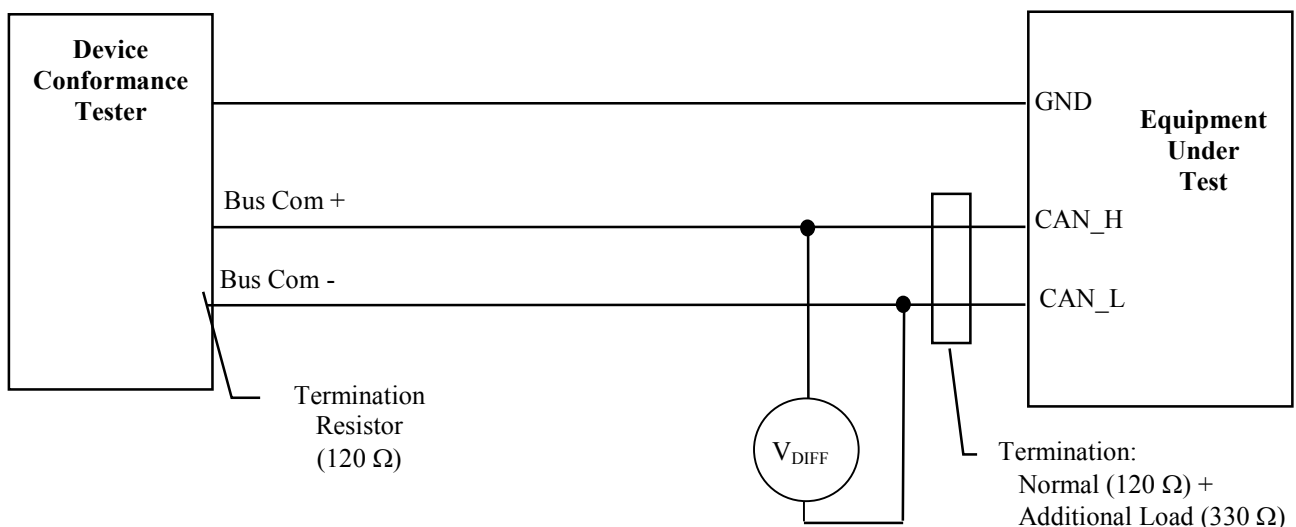 Device
Conformance
Tester
GND
Equipment
Under
Test
Bus Com +
CAN_H
Bus Com -
CAN_L
Termination
Resistor
(120 Ω)
V_DIFF
Termination:
Normal (120 Ω) +
Additional Load (330 Ω)